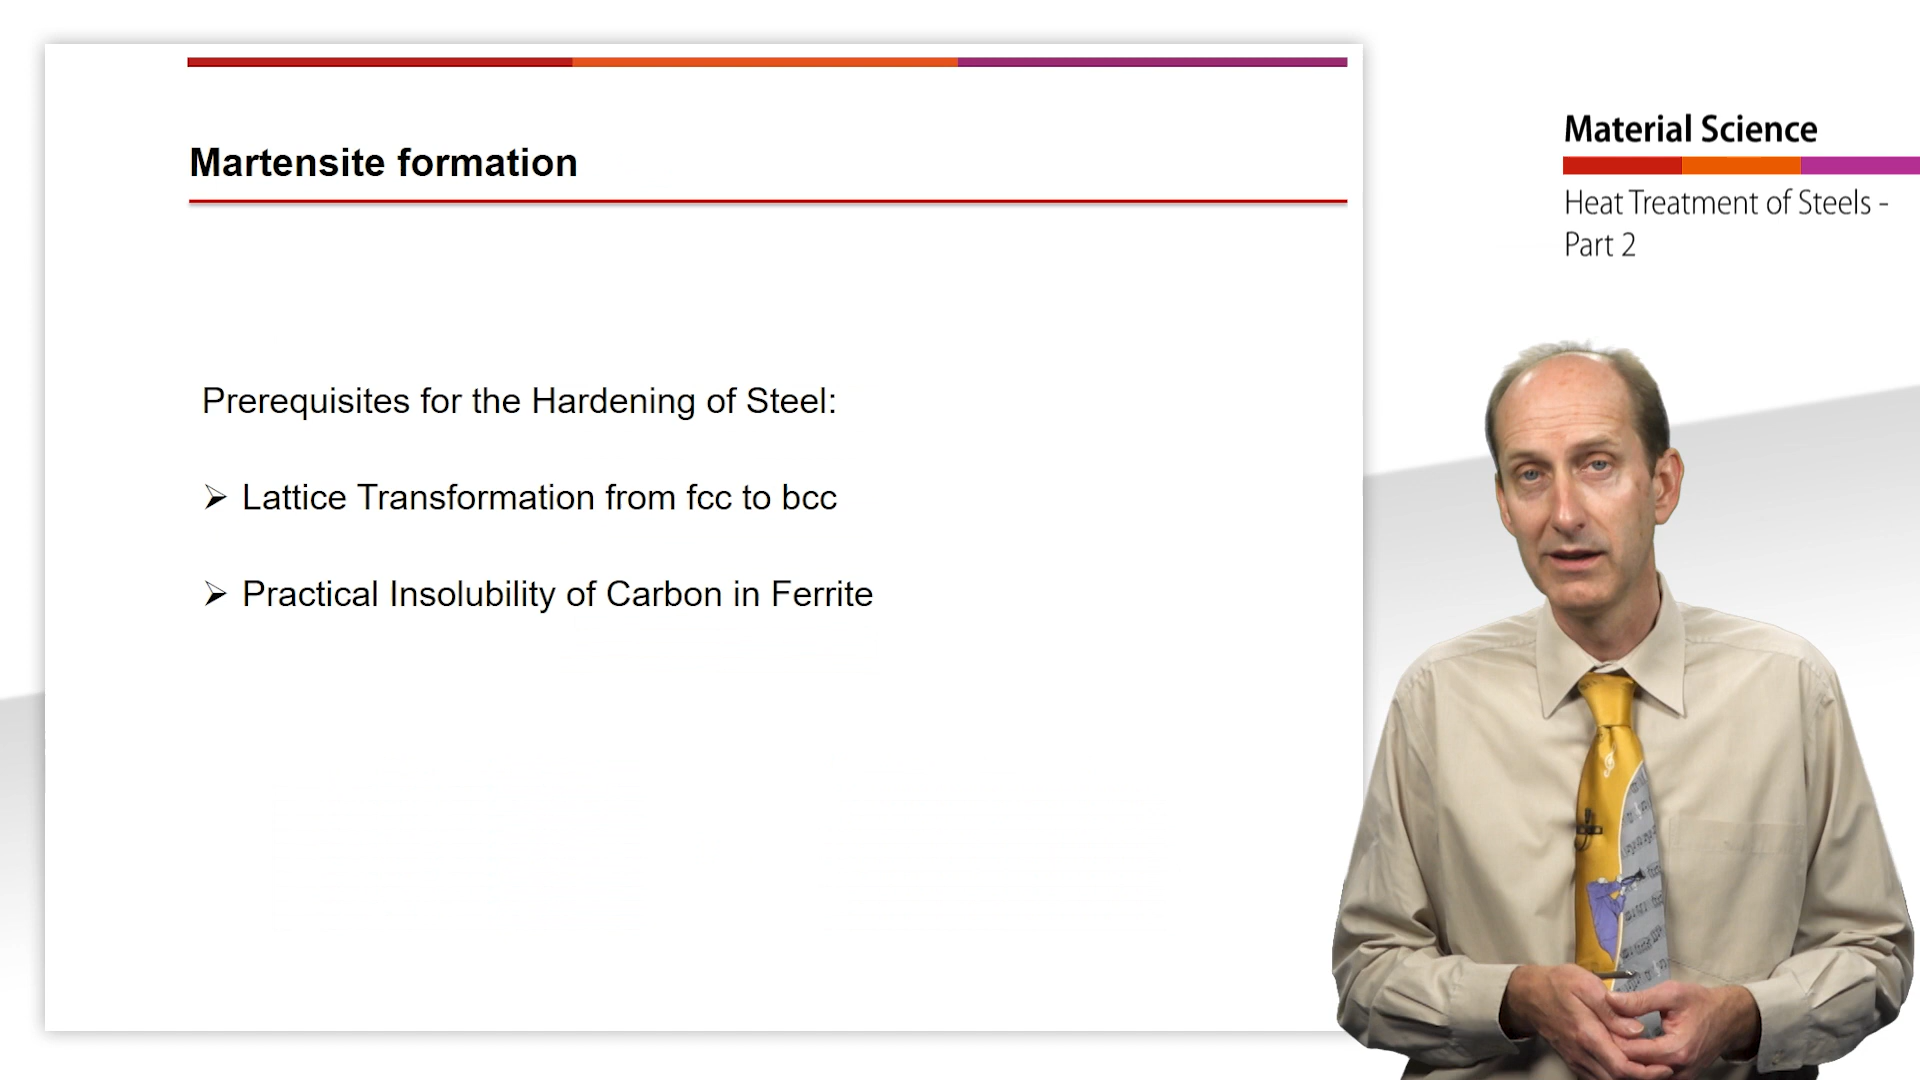 Martensite formation
Prerequisites for the Hardening of Steel:
Lattice Transformation from fcc to bcc
Practical Insolubility of Carbon in Ferrite
Material Science
Heat Treatment of Steels -
Part 2